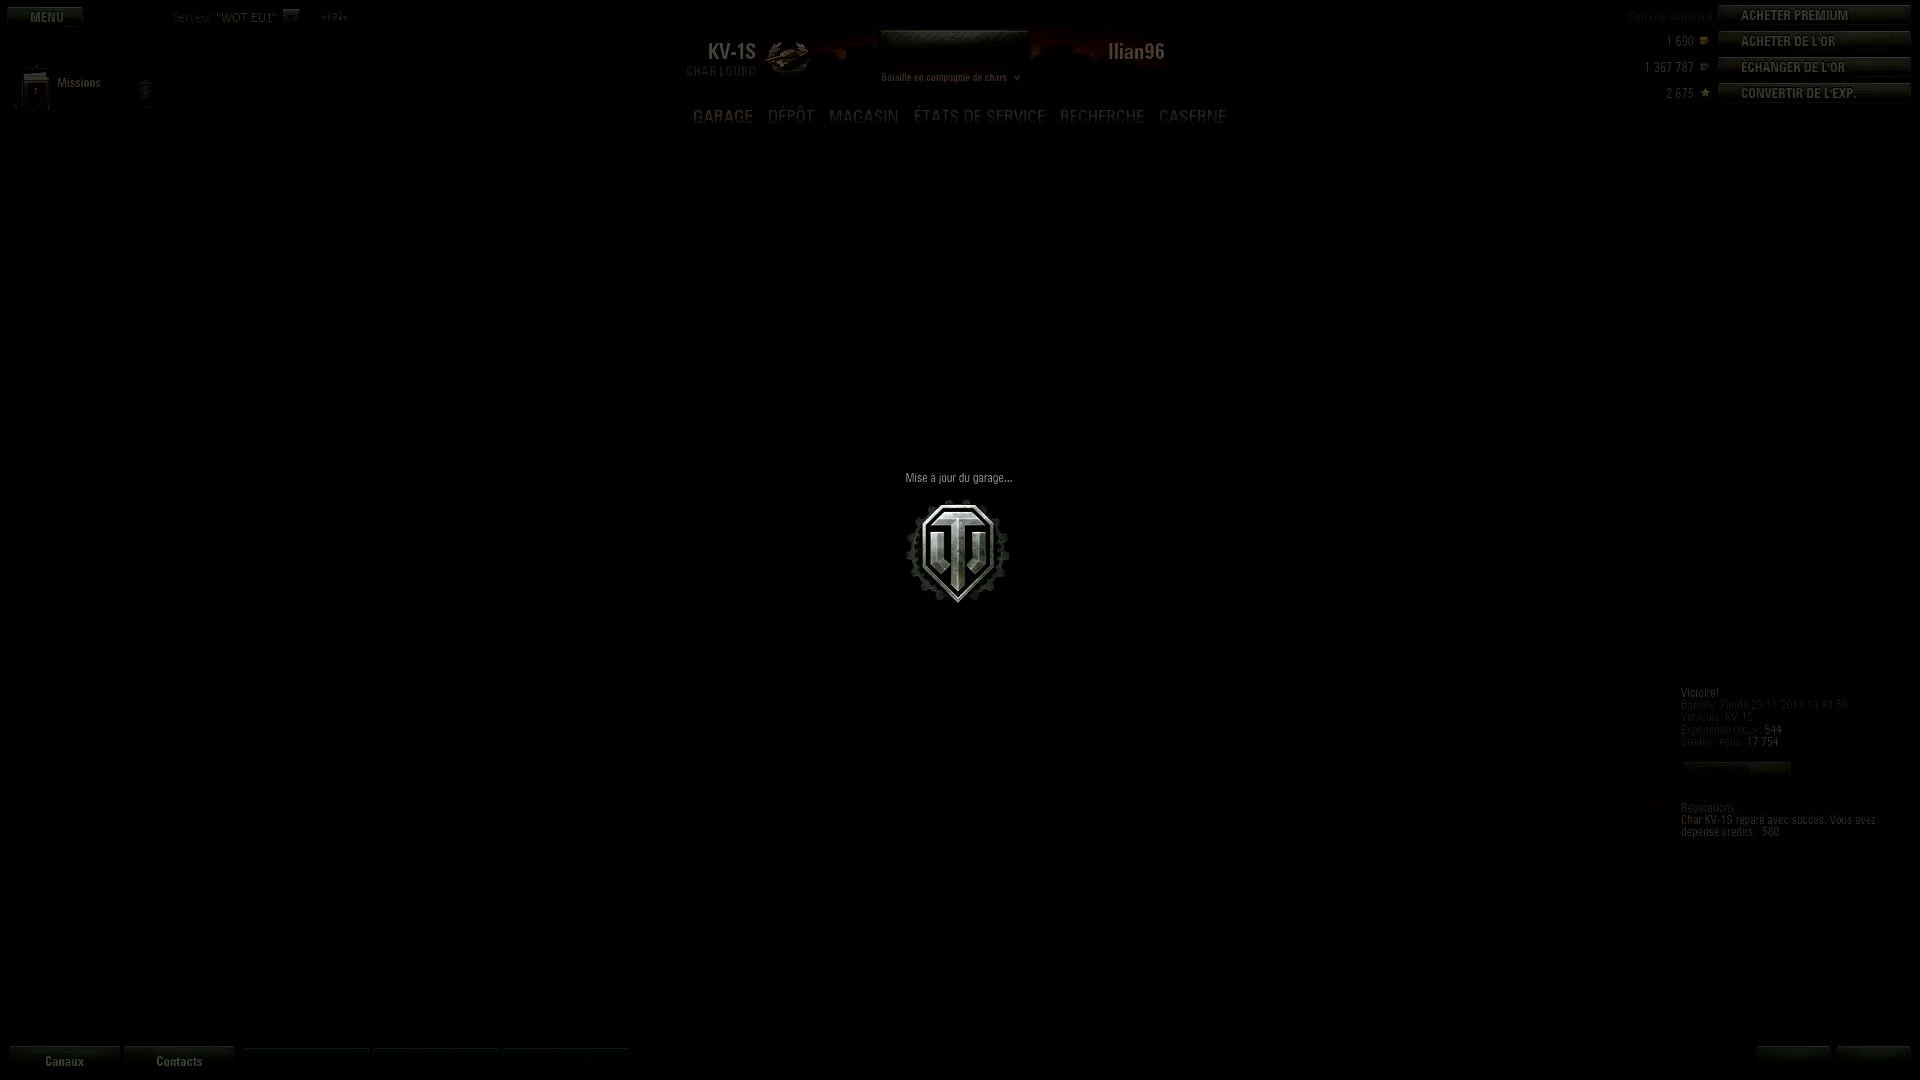 MENU
Serveur "WOT EU1"
Compte standard
ACHETER PREMIUM
1 690
ACHETER DE L'OR
1 367 787
ÉCHANGER DE L'OR
2 675
CONVERTIR DE L'EXP.
Missions
KV-1S
CHAR LOURD
Ilian96
Bataille en compagnie de chars
GARAGE DÉPÔT MAGASIN ÉTATS DE SERVICE RECHERCHE CASERNE
Mise à jour du garage...
Victoire!
Bataille: Fjords 23.11.2013 14:40:50
Véhicule: KV-1S
Expérience reçue: 544
Crédits reçus: 17 754
Réparations :
Char KV-1S réparé avec succès. Vous avez
dépensé crédits: 580
Canaux
Contacts